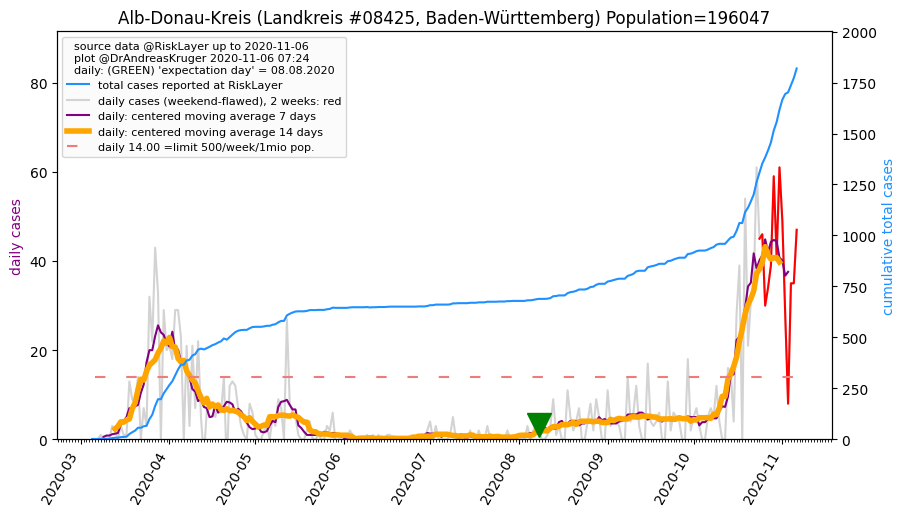 Alb-Donau-Kreis (Landkreis #08425, Baden-Württemberg) Population=196047
source data @RiskLayer up to 2020-11-06
plot @DrAndreasKruger 2020-11-06 07:24
daily: (GREEN) 'expectation day' = 08.08.2020
total cases reported at RiskLayer
daily cases (weekend-flawed), 2 weeks: red
daily: centered moving average 7 days
daily: centered moving average 14 days
daily 14.00 =limit 500/week/1mio pop.
daily cases
0
20
40
60
80
cumulative total cases
0
250
500
750
1000
1250
1500
1750
2000
2020-03
2020-04
2020-05
2020-06
2020-07
2020-08
2020-09
2020-10
2020-11